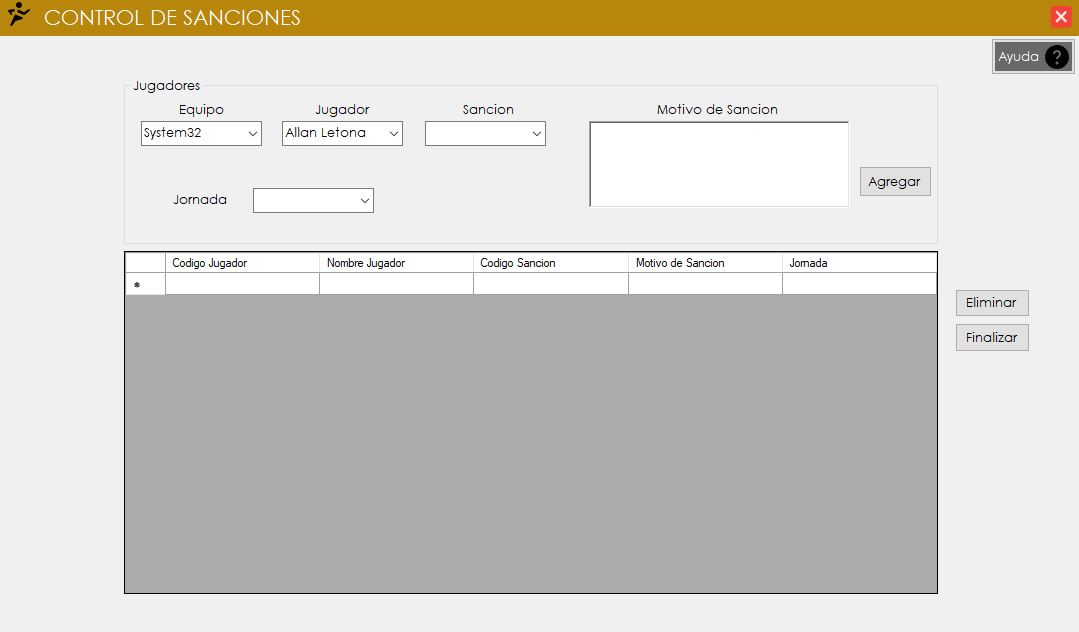 CONTROL DE SANCIONES
Ayuda ?
Jugadores
Equipo Jugador Sancion Motivo de Sancion
System32 Allan Letona
Agregar
Jornada
Codigo Jugador Nombre Jugador Codigo Sancion Motivo de Sancion Jornada
Eliminar
Finalizar